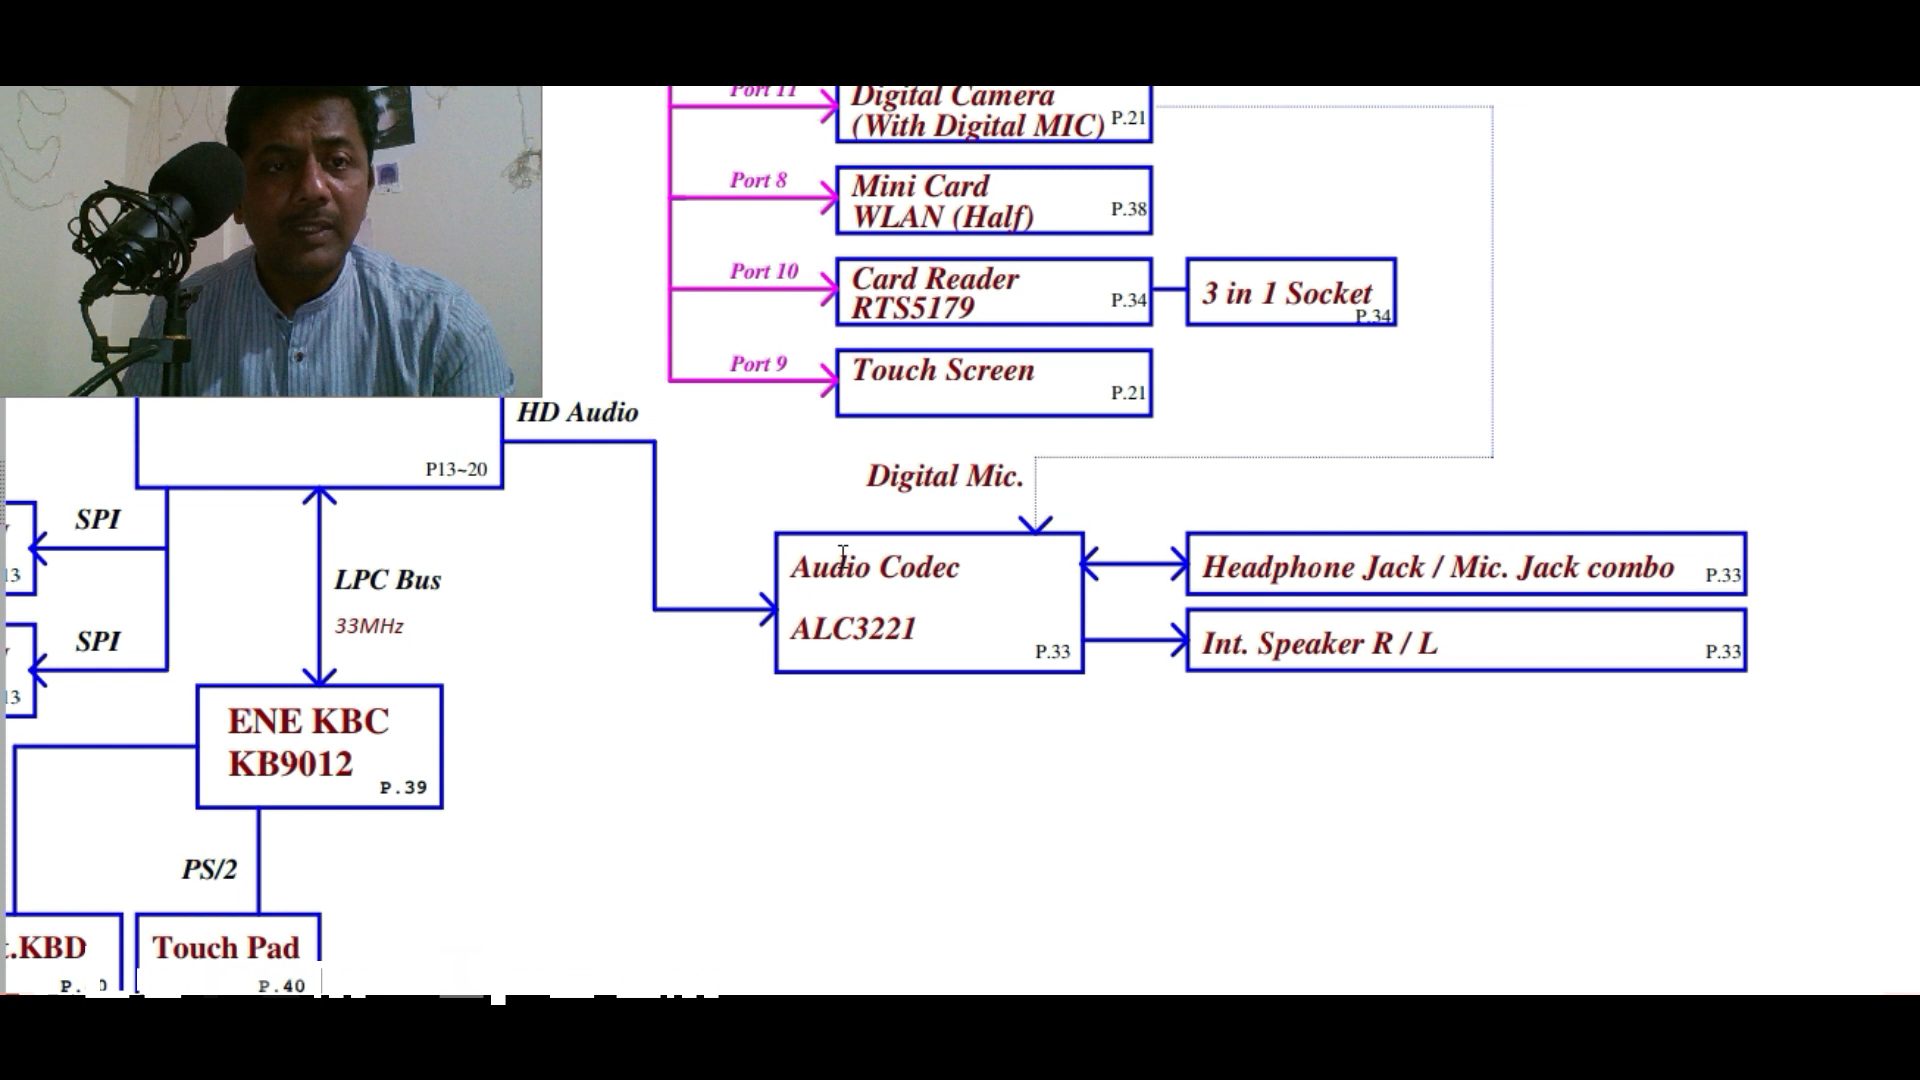 Port 11
Digital Camera
(With Digital MIC)
P.21
Port 8
Mini Card
WLAN (Half)
P.38
Port 10
Card Reader
RTS5179
P.34
3 in 1 Socket
P.34
Port 9
Touch Screen
P.21
HD Audio
P13~20
Digital Mic.
SPI
13
LPC Bus
33MHz
SPI
13
Audio Codec
ALC3221
P.33
Headphone Jack / Mic. Jack combo
P.33
Int. Speaker R / L
P.33
ENE KBC
KB9012
P.39
PS/2
.KBD
Touch Pad
P.40